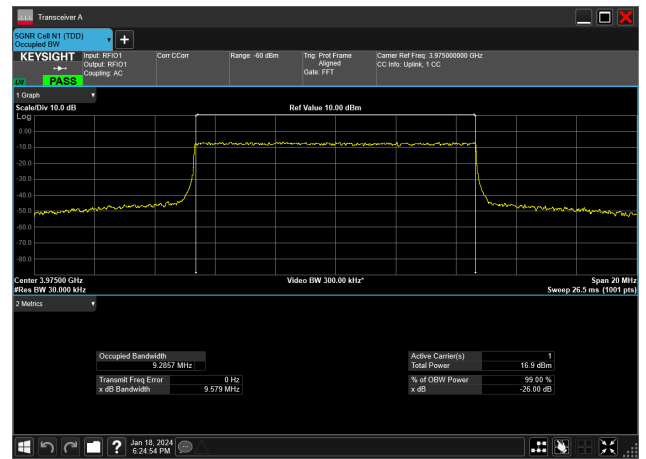 Transceiver A
5GNR Cell N1 (TDD)
Occupied BW
+
KEYSIGHT
LW PASS
Input: RFIO1
Output: RFIO1
Coupling: AC
Corr CCorr
Range: -60 dBm
Trig: Prot Frame
Aligned
Gate: FFT
Carrier Ref Freq: 3.975000000 GHz
CC Info: Uplink, 1 CC
1 Graph
Scale/Div 10.0 dB
Ref Value 10.00 dBm
Log
0.00
-10.0
-20.0
-30.0
-40.0
-50.0
-60.0
-70.0
-80.0
Center 3.97500 GHz
Video BW 300.00 kHz*
Span 20 MHz
#Res BW 30.000 kHz
Sweep 26.5 ms (1001 pts)
2 Metrics
Occupied Bandwidth
9.2857 MHz
Active Carrier(s) 1
Total Power 16.9 dBm
Transmit Freq Error 0 Hz
x dB Bandwidth 9.579 MHz
% of OBW Power 99.00 %
x dB -26.00 dB
?
Jan 18, 2024
6:24:54 PM